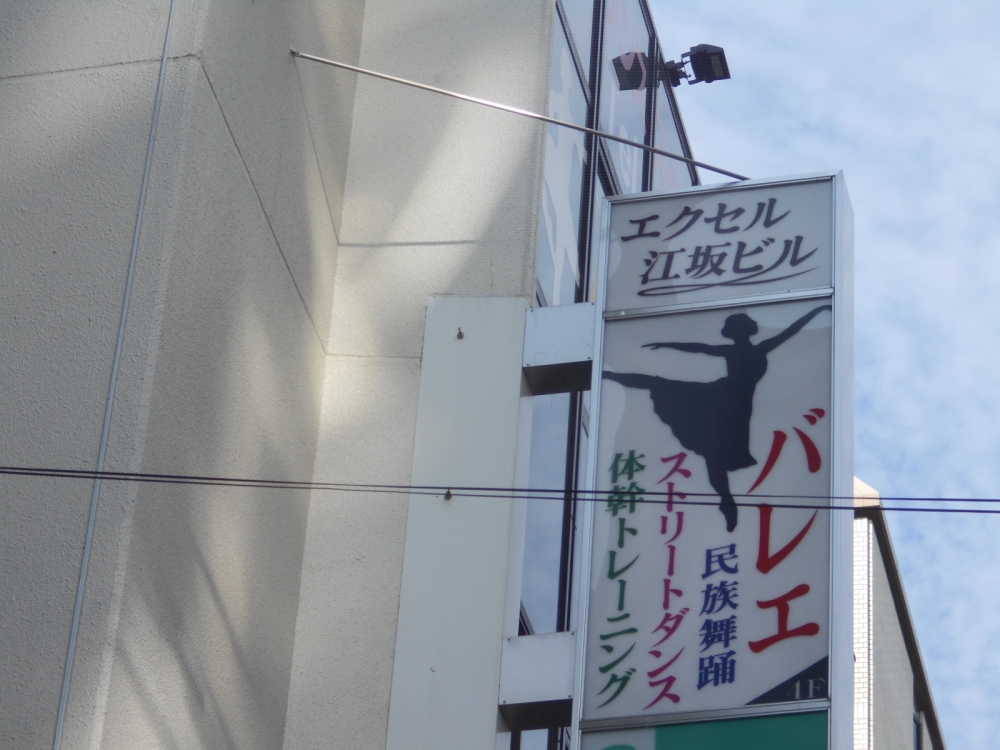 エクセル
江坂ビル
バレエ
民族舞踊
ストリートダンス
体幹トレーニング
4F